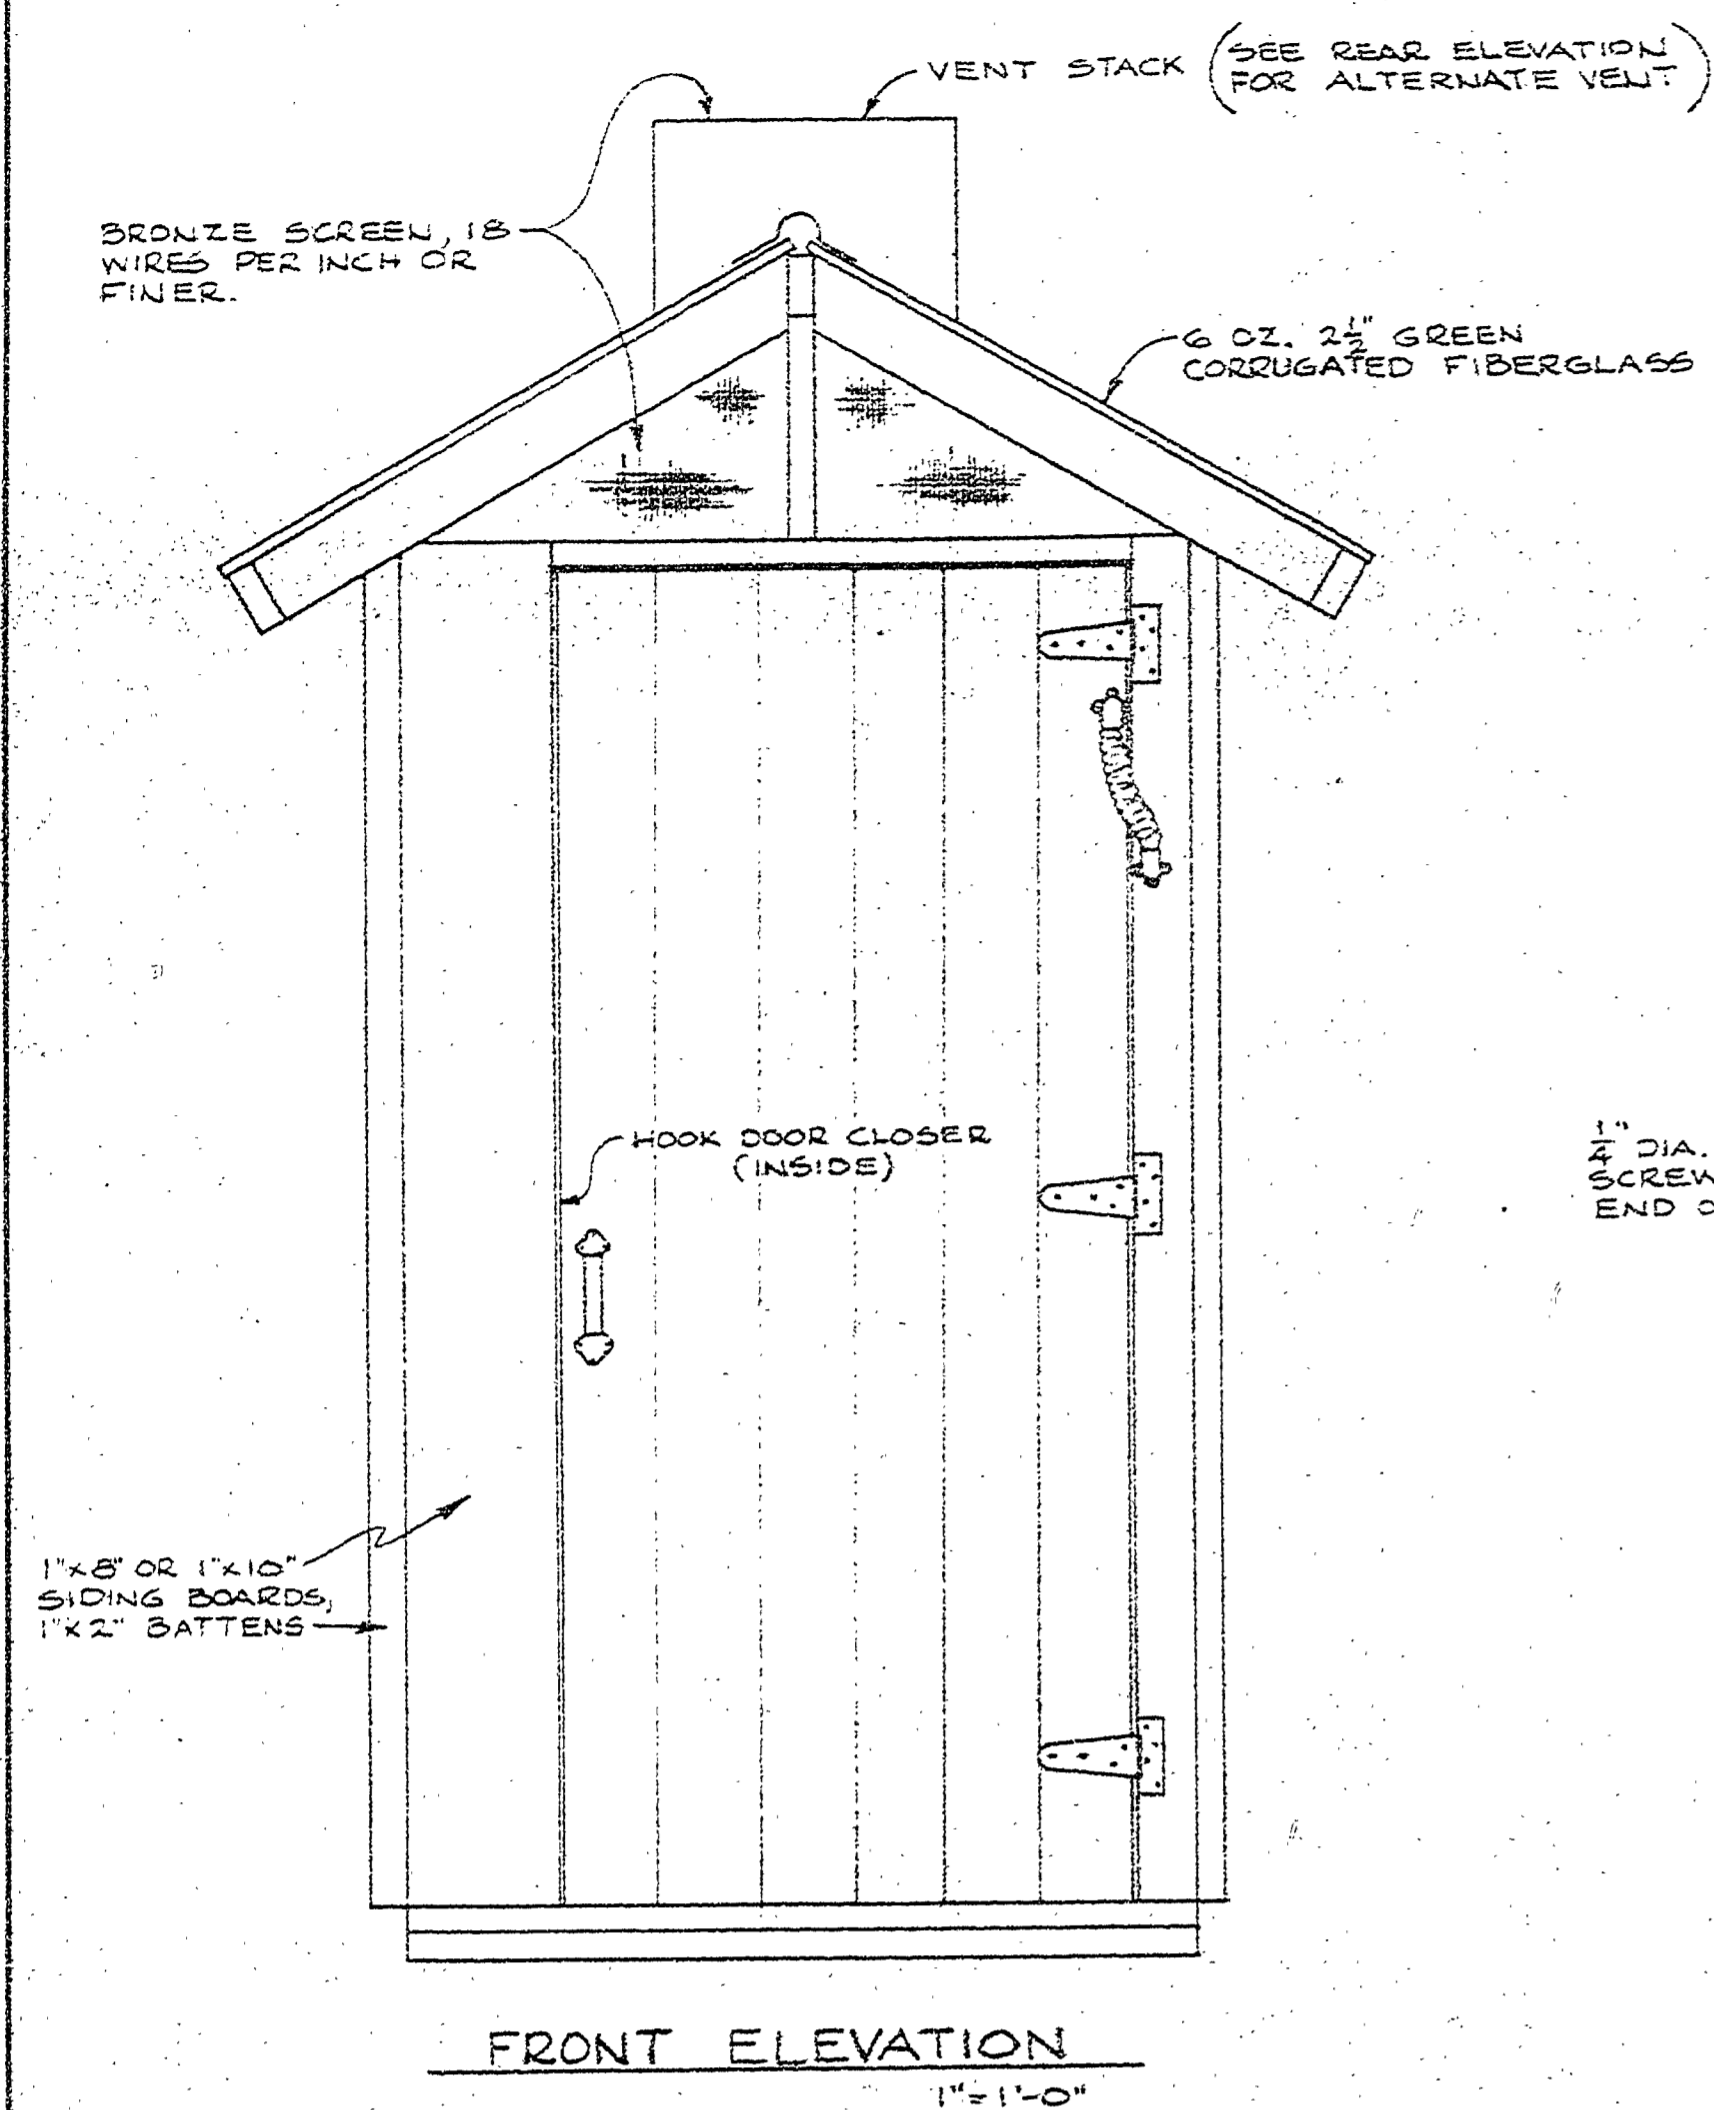 VENT STACK (SEE REAR ELEVATION
FOR ALTERNATE VENT)
BRONZE SCREEN, 18
WIRES PER INCH OR
FINER.
6 OZ. 2½" GREEN
CORRUGATED FIBERGLASS
HOOK DOOR CLOSER
(INSIDE)
¼" DIA.
SCREW
END O
1"x8" OR 1"x10"
SIDING BOARDS,
1"x2" BATTENS
FRONT ELEVATION
1"=1'-0"